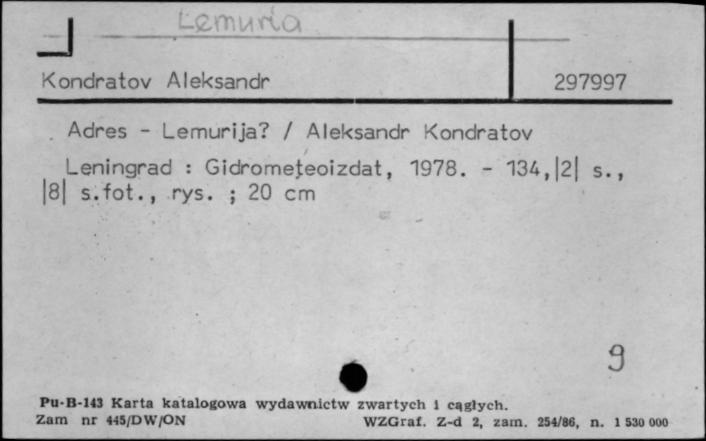 Lemuria
Kondratov Aleksandr 297997
Adres - Lemurija? / Aleksandr Kondratov
Leningrad : Gidrometeoizdat, 1978. - 134,|2| s.,
|8| s.fot., rys. ; 20 cm
9
Pu-B-143 Karta katalogowa wydawnictw zwartych i ciągłych.
Zam nr 445/DW/ON WZGraf. Z-d 2, zam. 254/86, n. 1 530 000